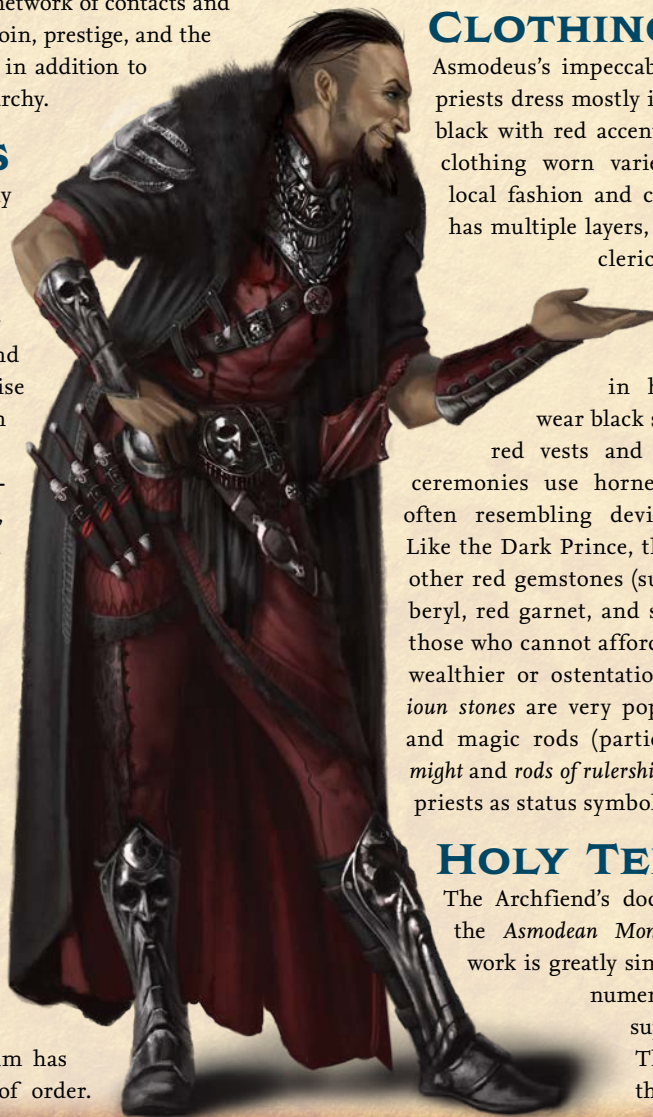 network of contacts and
oin, prestige, and the
in addition to
rchy.
s
y
nd
ise
n
-
,
um has
of order.
Clothing
Asmodeus's impeccab
priests dress mostly i
black with red accent
clothing worn varie
local fashion and c
has multiple layers,
cleric
in h
wear black s
red vests and
ceremonies use horne
often resembling devi
Like the Dark Prince, th
other red gemstones (su
beryl, red garnet, and s
those who cannot afford
wealthier or ostentatio
ioun stones are very pop
and magic rods (partic
might and rods of rulershi
priests as status symbol
Holy Te
The Archfiend's doc
the Asmodean Mon
work is greatly sim
numer
su
Th
th